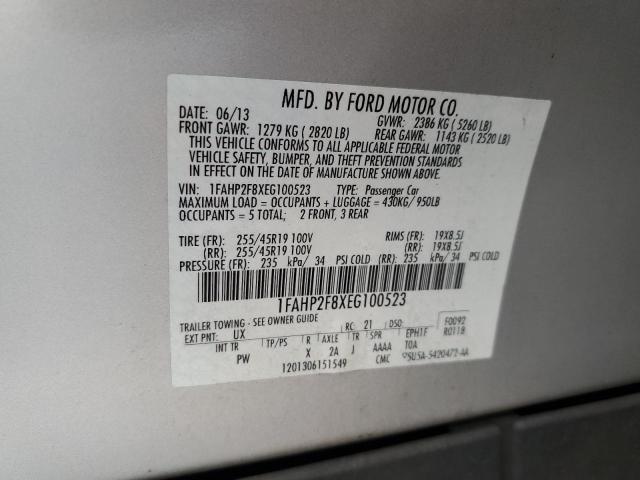 MFD. BY FORD MOTOR CO.
DATE: 06/13 GVWR: 2386 KG ( 5260 LB)
FRONT GAWR: 1279 KG ( 2820 LB) REAR GAWR: 1143 KG ( 2520 LB)
THIS VEHICLE CONFORMS TO ALL APPLICABLE FEDERAL MOTOR
VEHICLE SAFETY, BUMPER, AND THEFT PREVENTION STANDARDS
IN EFFECT ON THE DATE OF MANUFACTURE SHOWN ABOVE.
VIN: 1FAHP2F8XEG100523 TYPE: Passenger Car
MAXIMUM LOAD = OCCUPANTS + LUGGAGE = 430KG/ 950LB
OCCUPANTS = 5 TOTAL; 2 FRONT, 3 REAR
TIRE (FR): 255/45R19 100V RIMS (FR): 19X8.5J
(RR): 255/45R19 100V (RR): 19X8.5J
PRESSURE (FR): 235 kPa/ 34 PSI COLD (RR): 235 kPa/ 34 PSI COLD
1FAHP2F8XEG100523
TRAILER TOWING - SEE OWNER GUIDE
EXT PNT: UX RC: 21 DSO: F0092
INT TR TP/PS R AXLE TR SPR EPH1F R0118
PW X 2A J AAAA TOA
1201306151549 CMC 5U5A-5420472-AA